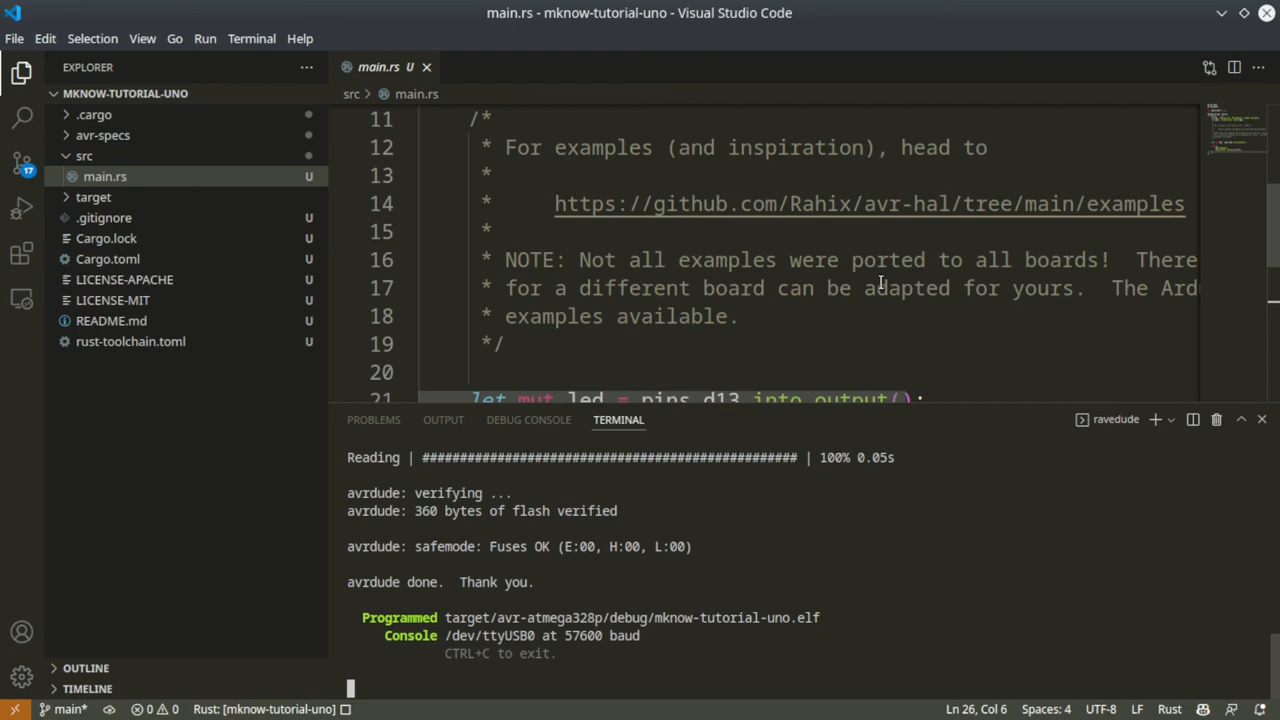 main.rs - mknow-tutorial-uno - Visual Studio Code
File Edit Selection View Go Run Terminal Help
EXPLORER
MKNOW-TUTORIAL-UNO
.cargo
avr-specs
src
main.rs U
target
.gitignore U
Cargo.lock U
Cargo.toml U
LICENSE-APACHE U
LICENSE-MIT U
README.md U
rust-toolchain.toml U
OUTLINE
TIMELINE
17
main.rs U
src > main.rs
11 /*
12 * For examples (and inspiration), head to
13 *
14 * https://github.com/Rahix/avr-hal/tree/main/examples
15 *
16 * NOTE: Not all examples were ported to all boards! There
17 * for a different board can be adapted for yours. The Ard
18 * examples available.
19 */
20
21 let mut led = pins.d13.into_output();
PROBLEMS OUTPUT DEBUG CONSOLE TERMINAL ravedude
Reading | ################################################## | 100% 0.05s
avrdude: verifying ...
avrdude: 360 bytes of flash verified
avrdude: safemode: Fuses OK (E:00, H:00, L:00)
avrdude done. Thank you.
Programmed target/avr-atmega328p/debug/mknow-tutorial-uno.elf
Console /dev/ttyUSB0 at 57600 baud
CTRL+C to exit.
main* 0 0 Rust: [mknow-tutorial-uno] Ln 26, Col 6 Spaces: 4 UTF-8 LF Rust